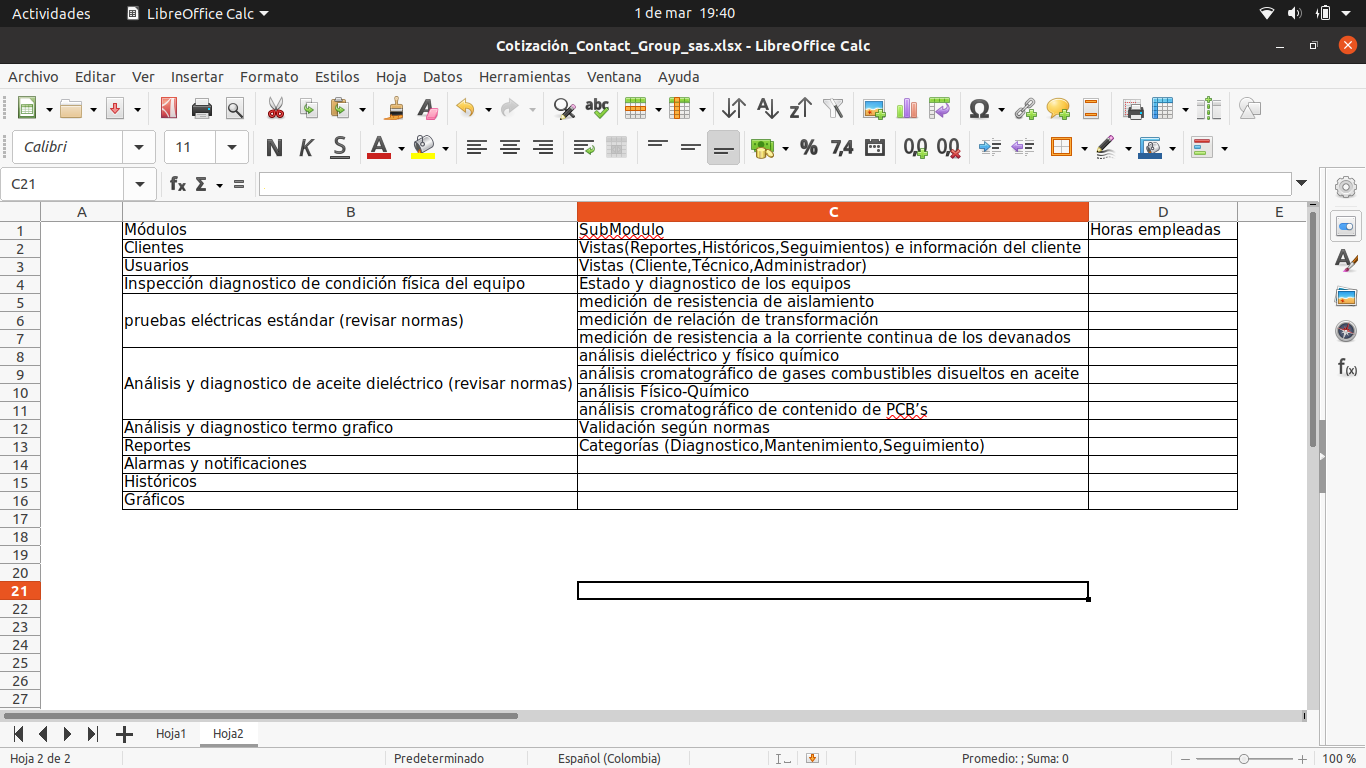 Actividades LibreOffice Calc 1 de mar 19:40
Cotización_Contact_Group_sas.xlsx - LibreOffice Calc
Archivo Editar Ver Insertar Formato Estilos Hoja Datos Herramientas Ventana Ayuda
Calibri 11 N K S A % 7,4 0,0 0,0
C21 fx Σ =
A B C D E
1 Módulos SubModulo Horas empleadas
2 Clientes Vistas(Reportes,Históricos,Seguimientos) e información del cliente
3 Usuarios Vistas (Cliente,Técnico,Administrador)
4 Inspección diagnostico de condición física del equipo Estado y diagnostico de los equipos
5 medición de resistencia de aislamiento
6 pruebas eléctricas estándar (revisar normas) medición de relación de transformación
7 medición de resistencia a la corriente continua de los devanados
8 análisis dieléctrico y físico químico
9 Análisis y diagnostico de aceite dieléctrico (revisar normas) análisis cromatográfico de gases combustibles disueltos en aceite
10 análisis Físico-Químico
11 análisis cromatográfico de contenido de PCB’s
12 Análisis y diagnostico termo grafico Validación según normas
13 Reportes Categorías (Diagnostico,Mantenimiento,Seguimiento)
14 Alarmas y notificaciones
15 Históricos
16 Gráficos
17
18
19
20
21
22
23
24
25
26
27
Hoja1 Hoja2
Hoja 2 de 2 Predeterminado Español (Colombia) Promedio: ; Suma: 0 100 %